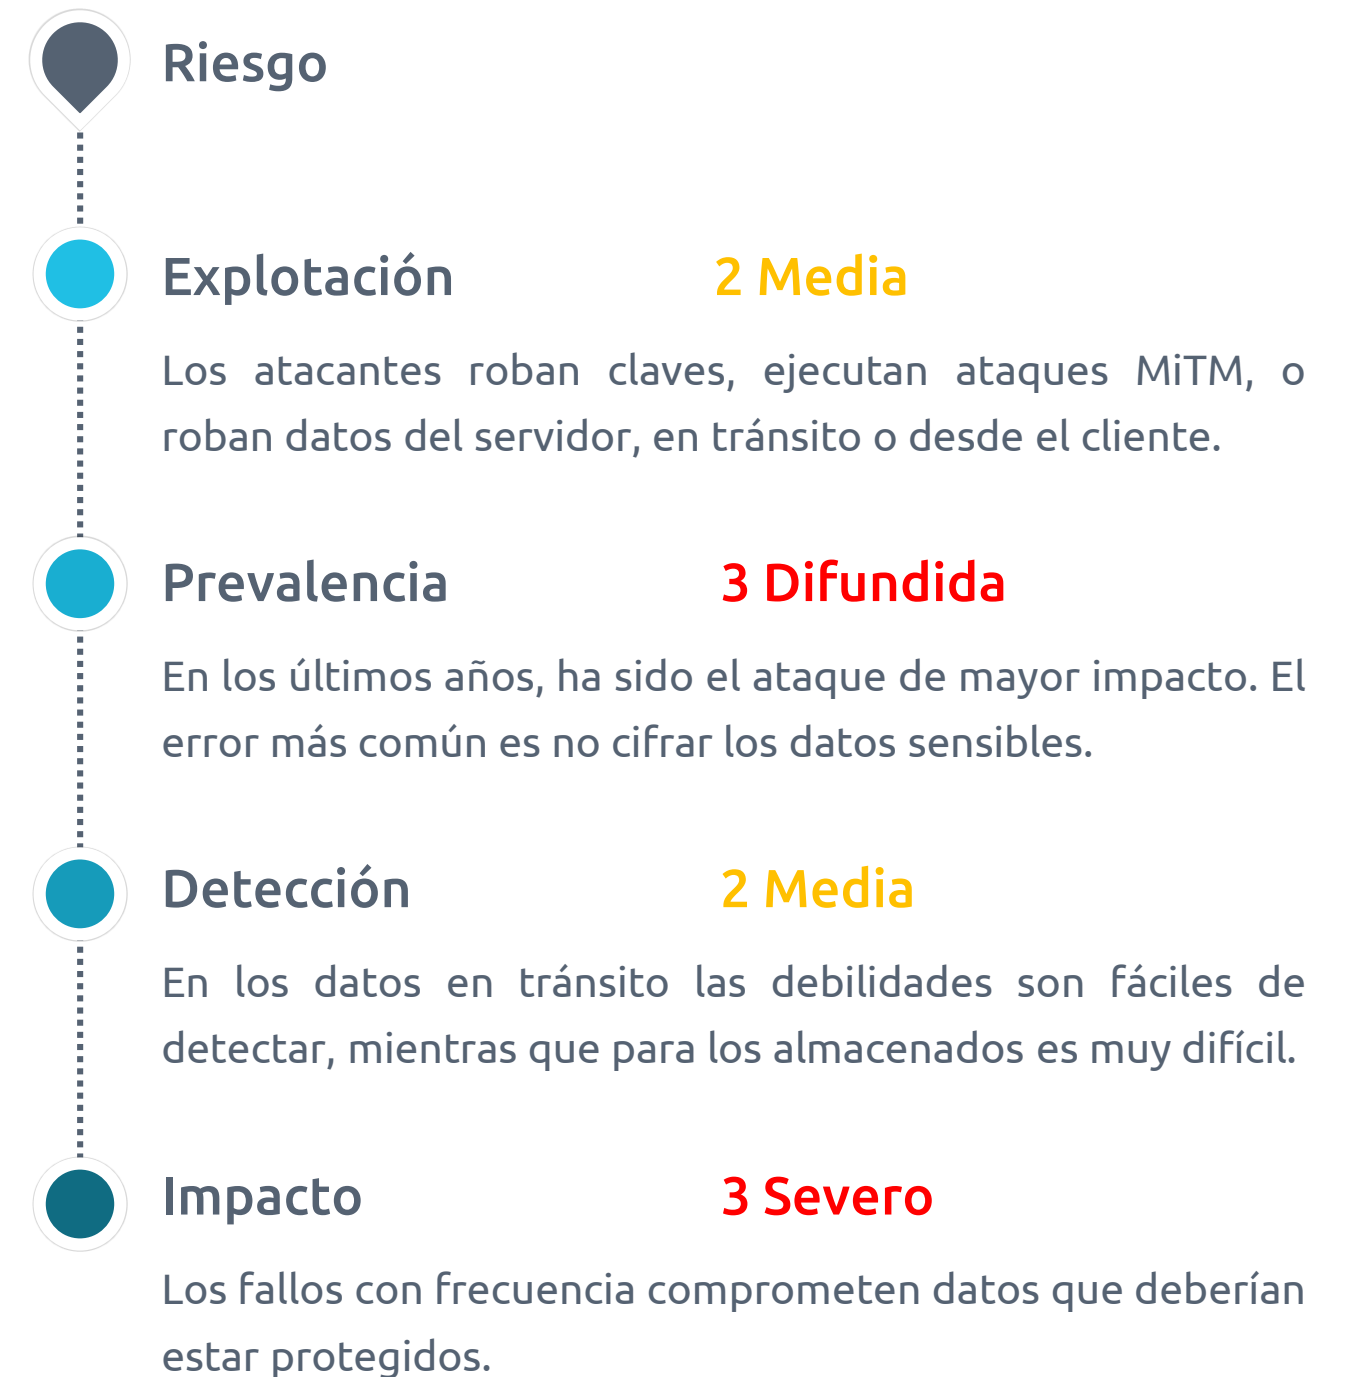 Riesgo
Explotación 2 Media
Los atacantes roban claves, ejecutan ataques MiTM, o
roban datos del servidor, en tránsito o desde el cliente.
Prevalencia 3 Difundida
En los últimos años, ha sido el ataque de mayor impacto. El
error más común es no cifrar los datos sensibles.
Detección 2 Media
En los datos en tránsito las debilidades son fáciles de
detectar, mientras que para los almacenados es muy difícil.
Impacto 3 Severo
Los fallos con frecuencia comprometen datos que deberían
estar protegidos.